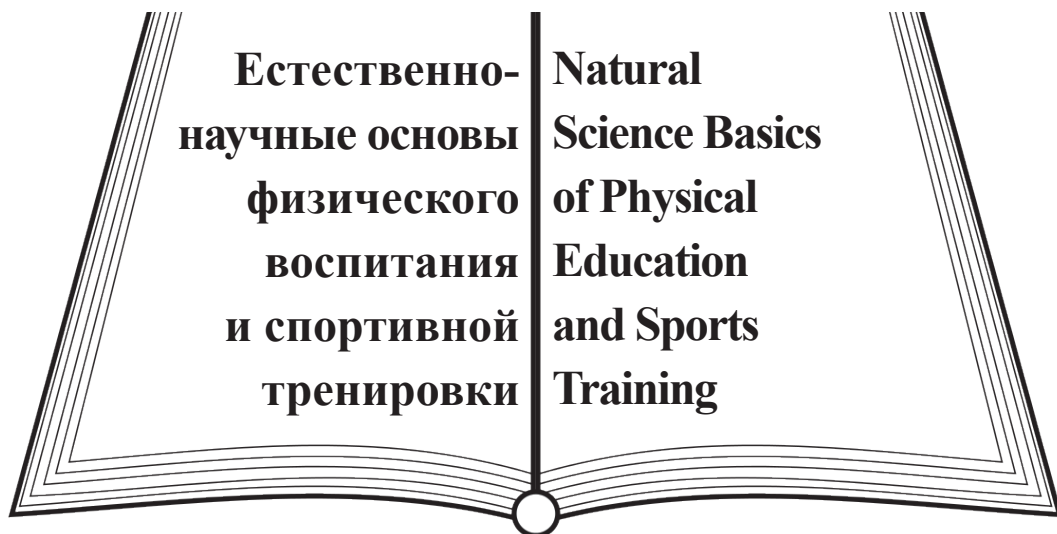 Естественно-
научные основы
физического
воспитания
и спортивной
тренировки
Natural
Science Basics
of Physical
Education
and Sports
Training